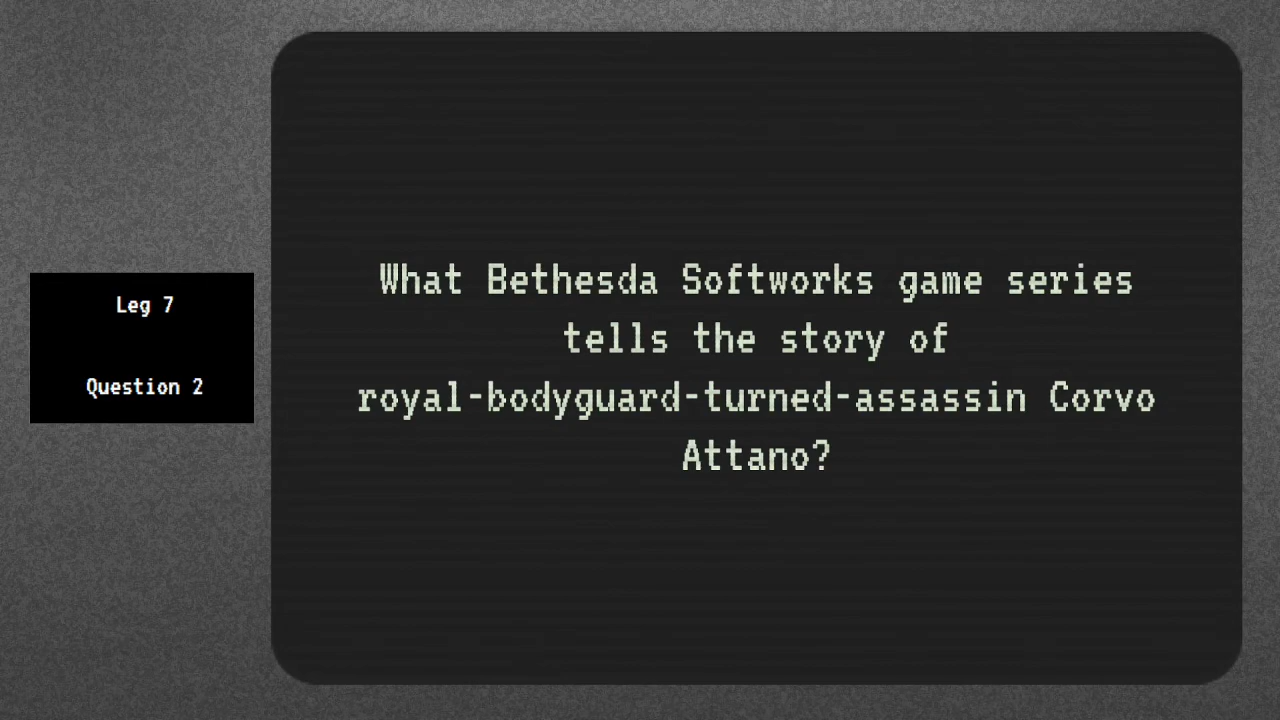 Leg 7
Question 2
What Bethesda Softworks game series
tells the story of
royal-bodyguard-turned-assassin Corvo
Attano?